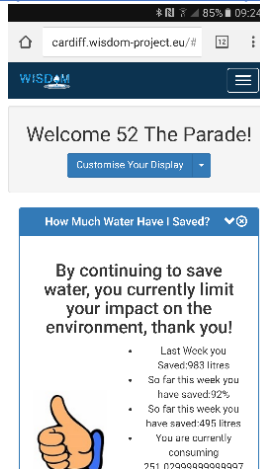 85% 09:24
cardiff.wisdom-project.eu/#
12
WISDOM
Welcome 52 The Parade!
Customise Your Display
How Much Water Have I Saved?
By continuing to save
water, you currently limit
your impact on the
environment, thank you!
• Last Week you
Saved:983 litres
• So far this week you
have saved:92%
• So far this week you
have saved:495 litres
• You are currently
consuming
251.02999999999997